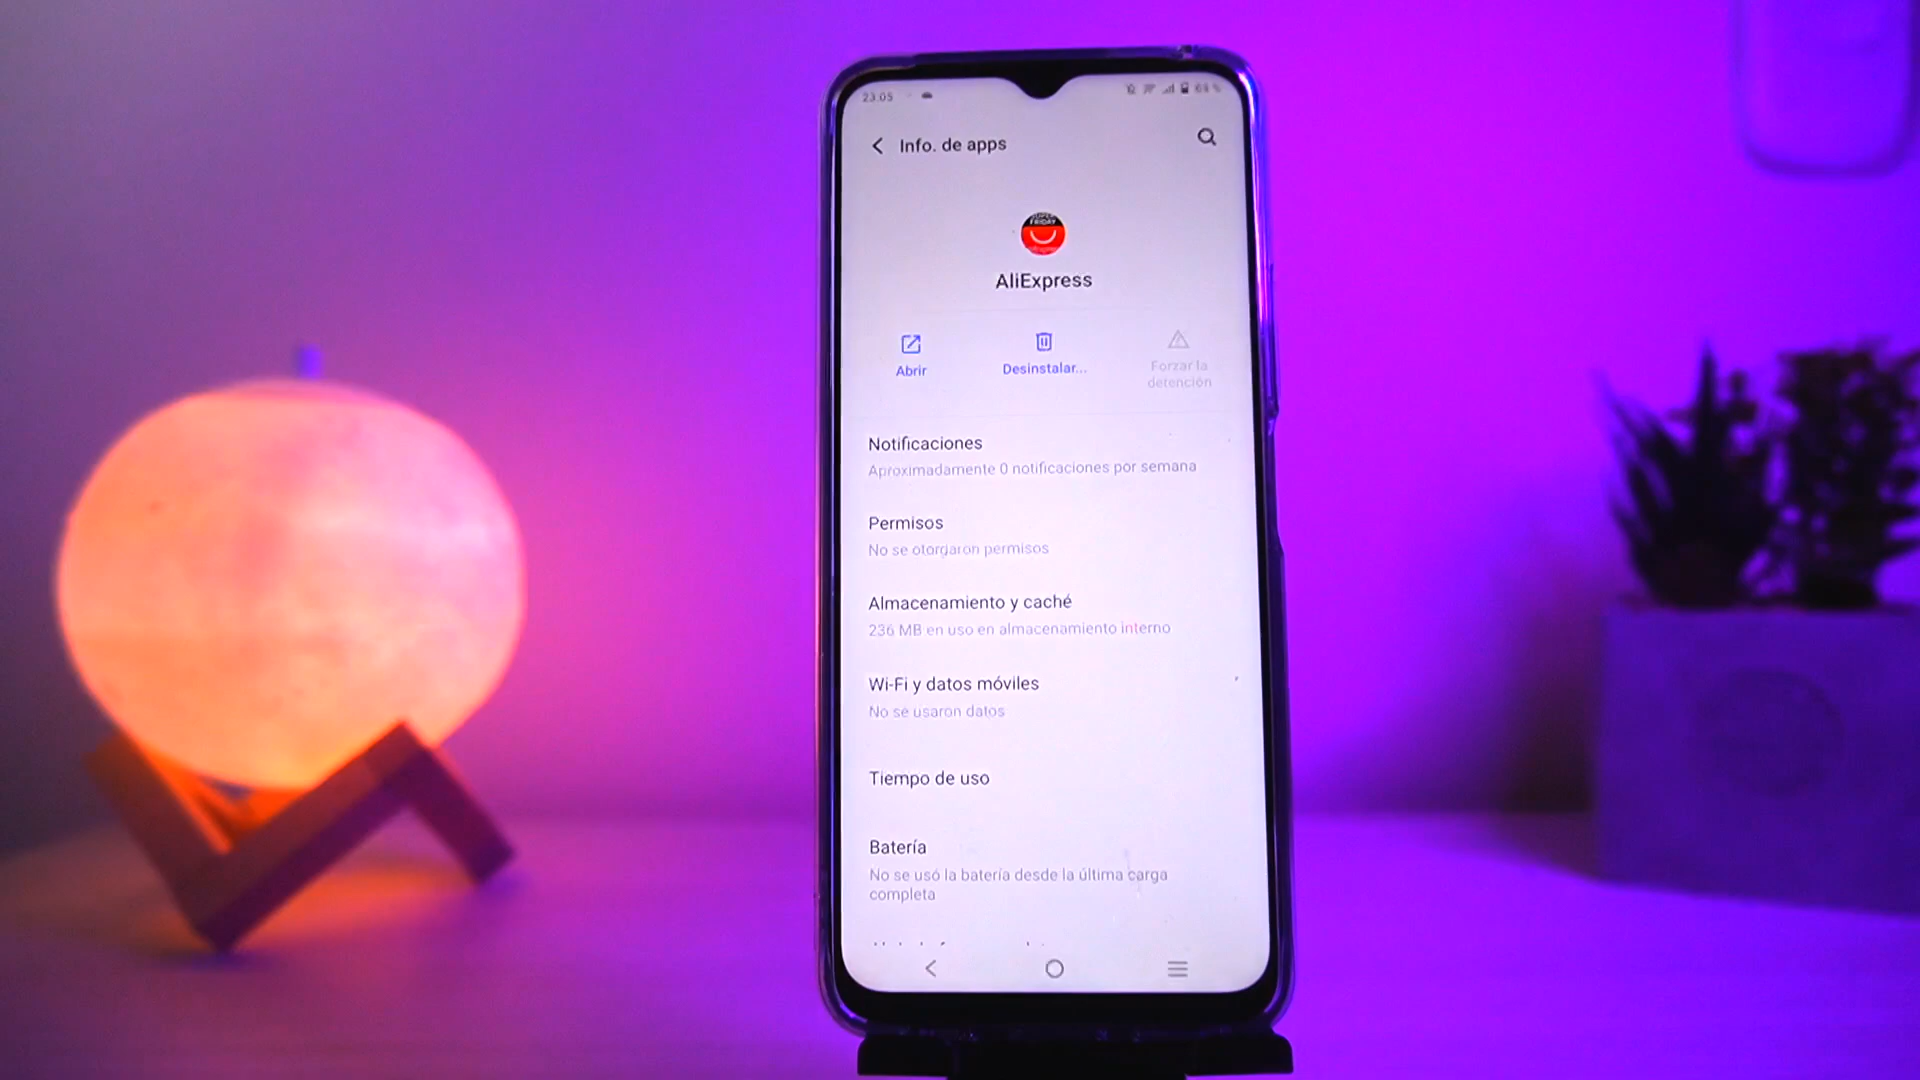 23:05
Info. de apps
FRIDAY
AliExpress
Abrir
Desinstalar...
Forzar la
detención
Notificaciones
Aproximadamente 0 notificaciones por semana
Permisos
No se otorgaron permisos
Almacenamiento y caché
236 MB en uso en almacenamiento interno
Wi-Fi y datos móviles
No se usaron datos
Tiempo de uso
Batería
No se usó la batería desde la última carga
completa